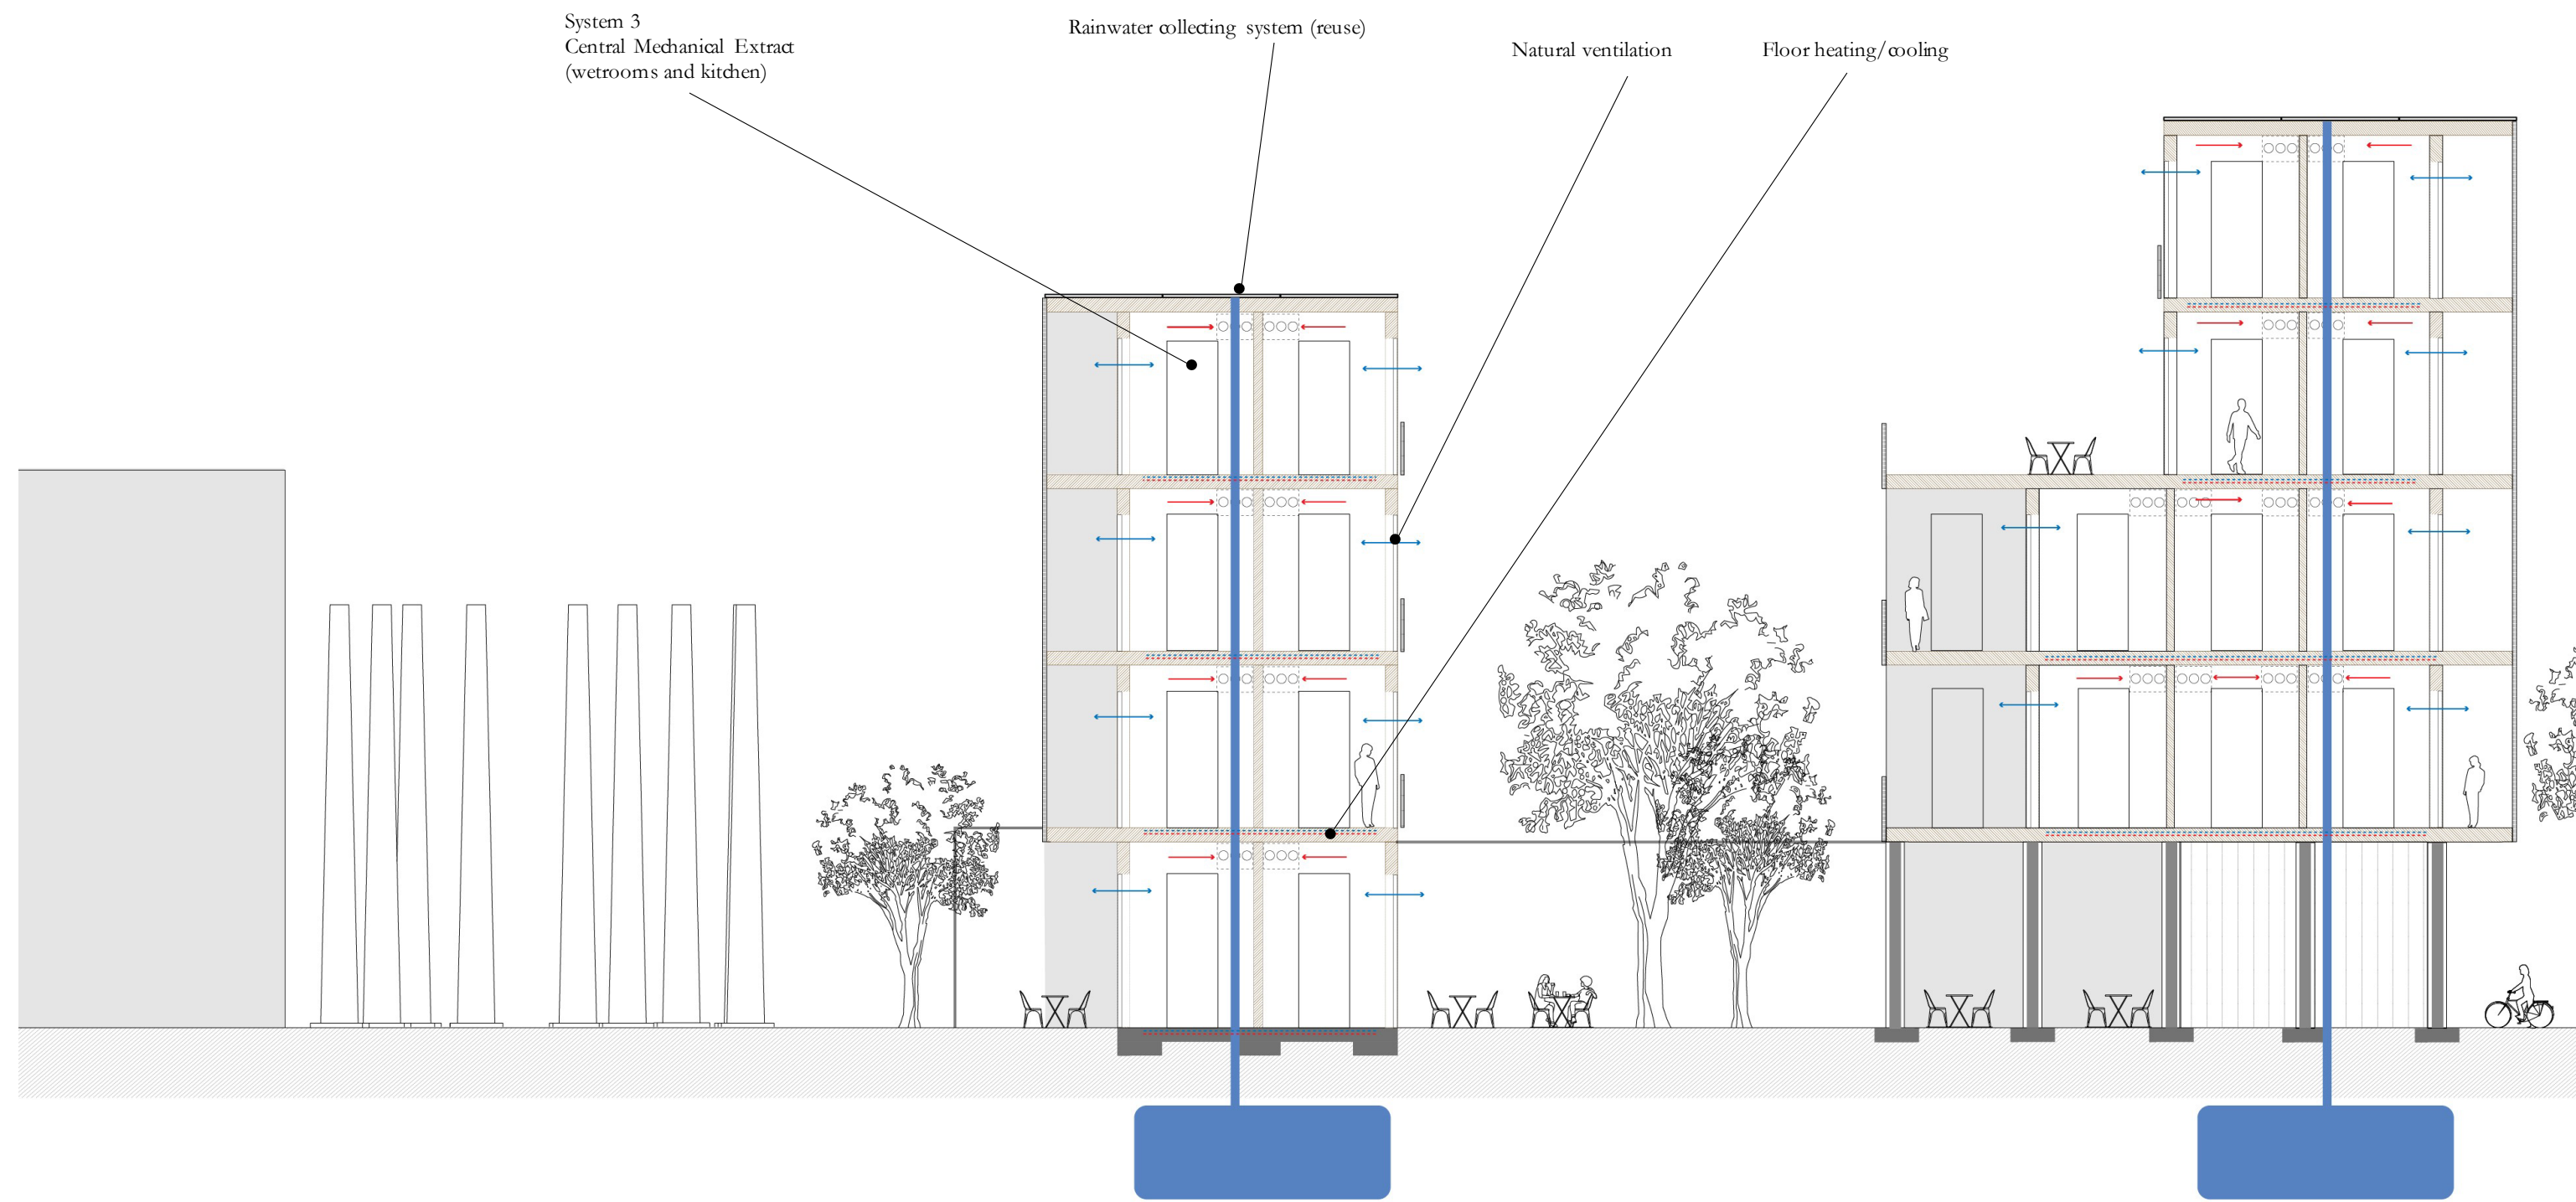 System 3
Central Mechanical Extract
(wetrooms and kitchen)
Rainwater collecting system (reuse)
Natural ventilation
Floor heating/cooling